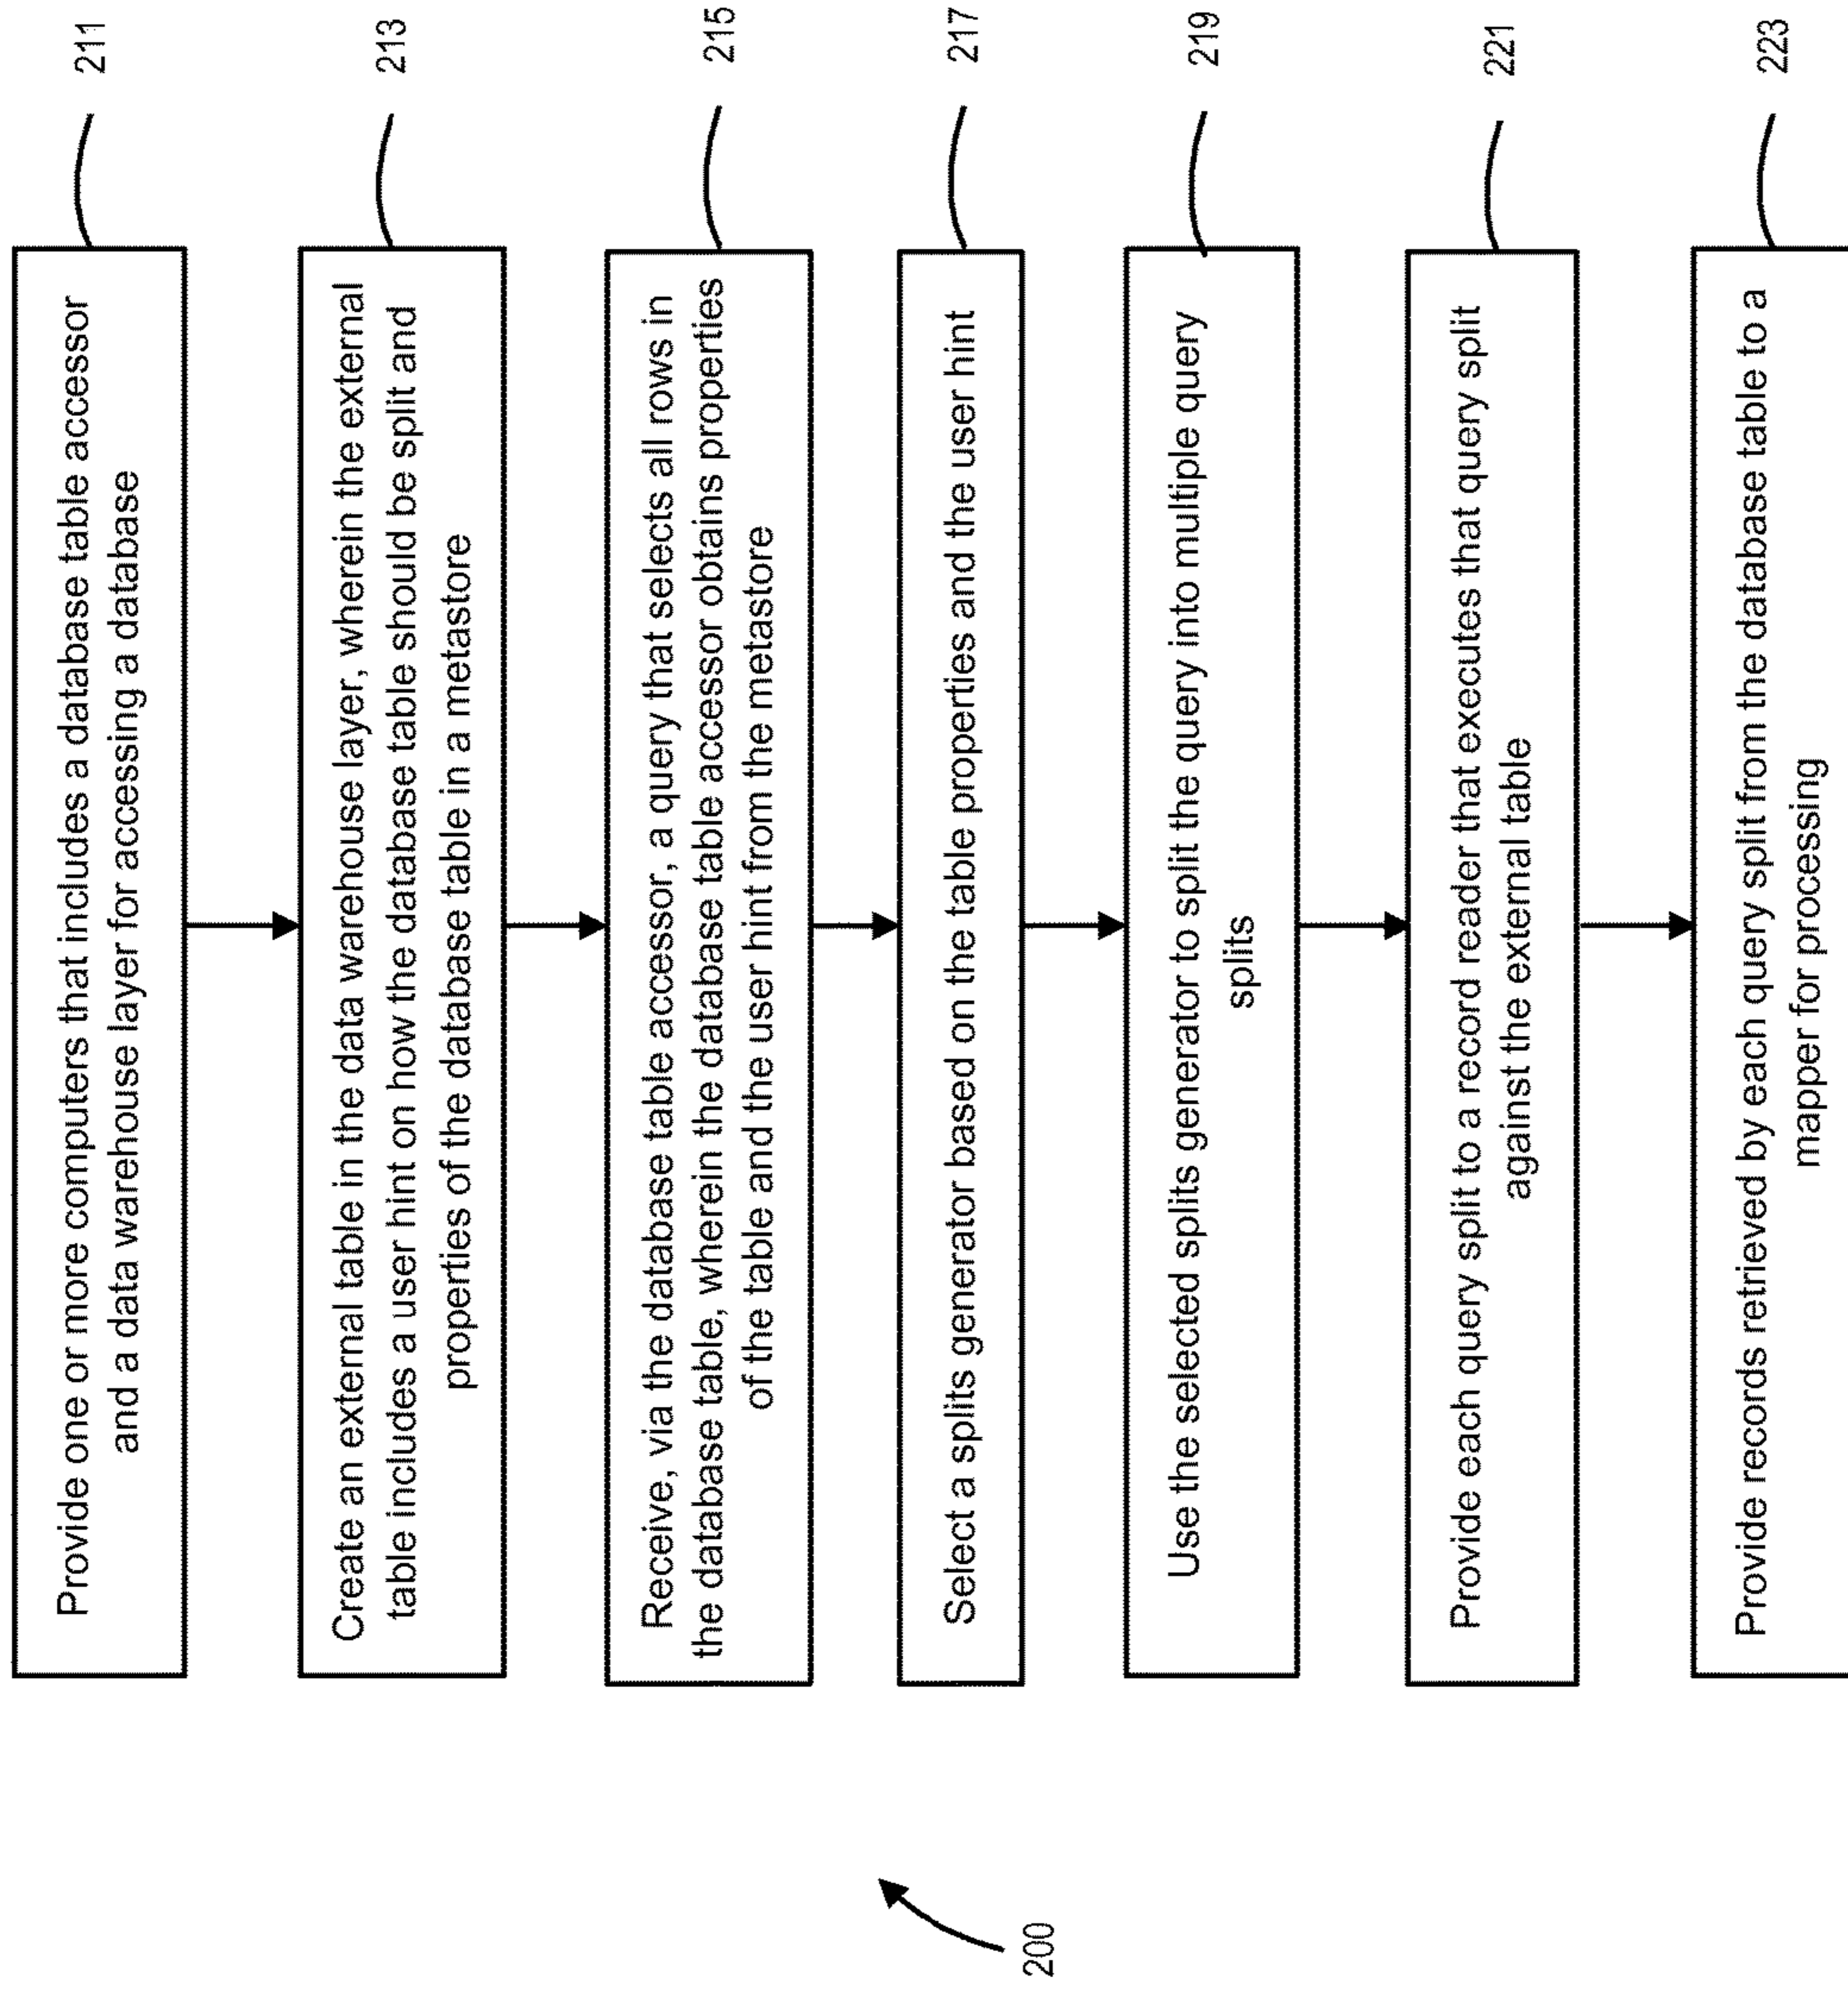 Provide one or more computers that includes a database table accessor
and a data warehouse layer for accessing a database
211
Create an external table in the data warehouse layer, wherein the external
table includes a user hint on how the database table should be split and
properties of the database table in a metastore
213
Receive, via the database table accessor, a query that selects all rows in
the database table, wherein the database table accessor obtains properties
of the table and the user hint from the metastore
215
Select a splits generator based on the table properties and the user hint
217
Use the selected splits generator to split the query into multiple query
splits
219
Provide each query split to a record reader that executes that query split
against the external table
221
Provide records retrieved by each query split from the database table to a
mapper for processing
223
200